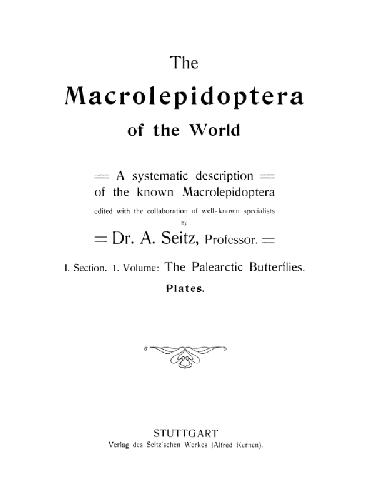 The
Macrolepidoptera
of the World
A systematic description
of the known Macrolepidoptera
edited with the collaboration of well-known specialists
by
Dr. A. Seitz, Professor.
I. Section. 1. Volume: The Palearctic Butterflies.
Plates.
STUTTGART
Verlag des Seitz'schen Werkes (Alfred Kernen).